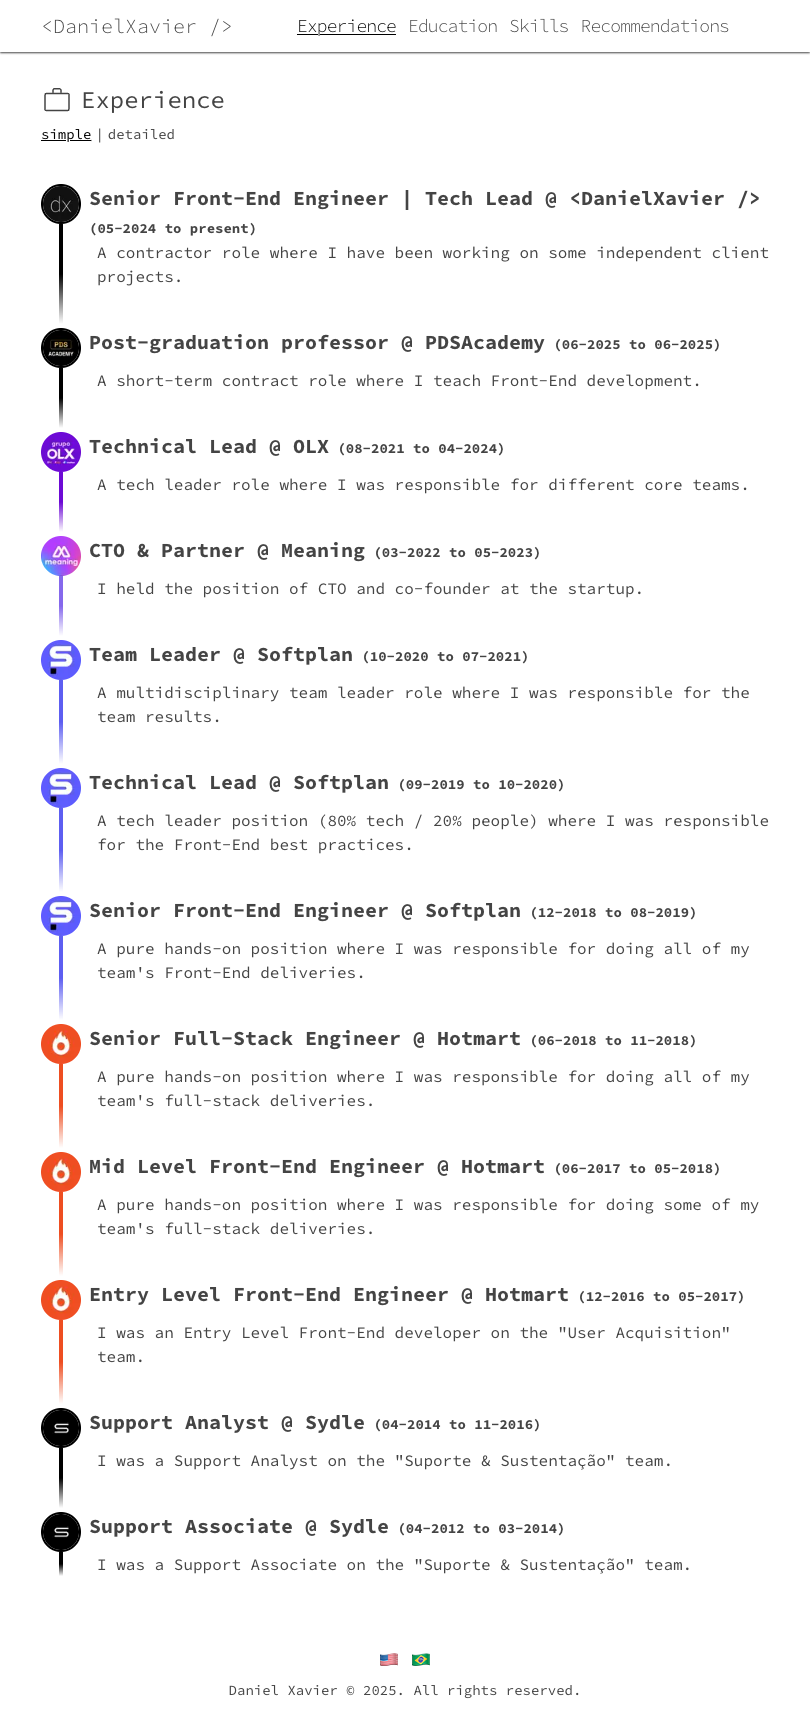 <DanielXavier />
Experience Education Skills Recommendations
Experience
simple | detailed
dx
Senior Front-End Engineer | Tech Lead @ <DanielXavier />
(05-2024 to present)
A contractor role where I have been working on some independent client
projects.
PDS
ACADEMY
Post-graduation professor @ PDSAcademy (06-2025 to 06-2025)
A short-term contract role where I teach Front-End development.
grupo
OLX
Technical Lead @ OLX (08-2021 to 04-2024)
A tech leader role where I was responsible for different core teams.
meaning
CTO & Partner @ Meaning (03-2022 to 05-2023)
I held the position of CTO and co-founder at the startup.
Team Leader @ Softplan (10-2020 to 07-2021)
A multidisciplinary team leader role where I was responsible for the
team results.
Technical Lead @ Softplan (09-2019 to 10-2020)
A tech leader position (80% tech / 20% people) where I was responsible
for the Front-End best practices.
Senior Front-End Engineer @ Softplan (12-2018 to 08-2019)
A pure hands-on position where I was responsible for doing all of my
team's Front-End deliveries.
Senior Full-Stack Engineer @ Hotmart (06-2018 to 11-2018)
A pure hands-on position where I was responsible for doing all of my
team's full-stack deliveries.
Mid Level Front-End Engineer @ Hotmart (06-2017 to 05-2018)
A pure hands-on position where I was responsible for doing some of my
team's full-stack deliveries.
Entry Level Front-End Engineer @ Hotmart (12-2016 to 05-2017)
I was an Entry Level Front-End developer on the "User Acquisition"
team.
Support Analyst @ Sydle (04-2014 to 11-2016)
I was a Support Analyst on the "Suporte & Sustentação" team.
Support Associate @ Sydle (04-2012 to 03-2014)
I was a Support Associate on the "Suporte & Sustentação" team.
Daniel Xavier © 2025. All rights reserved.